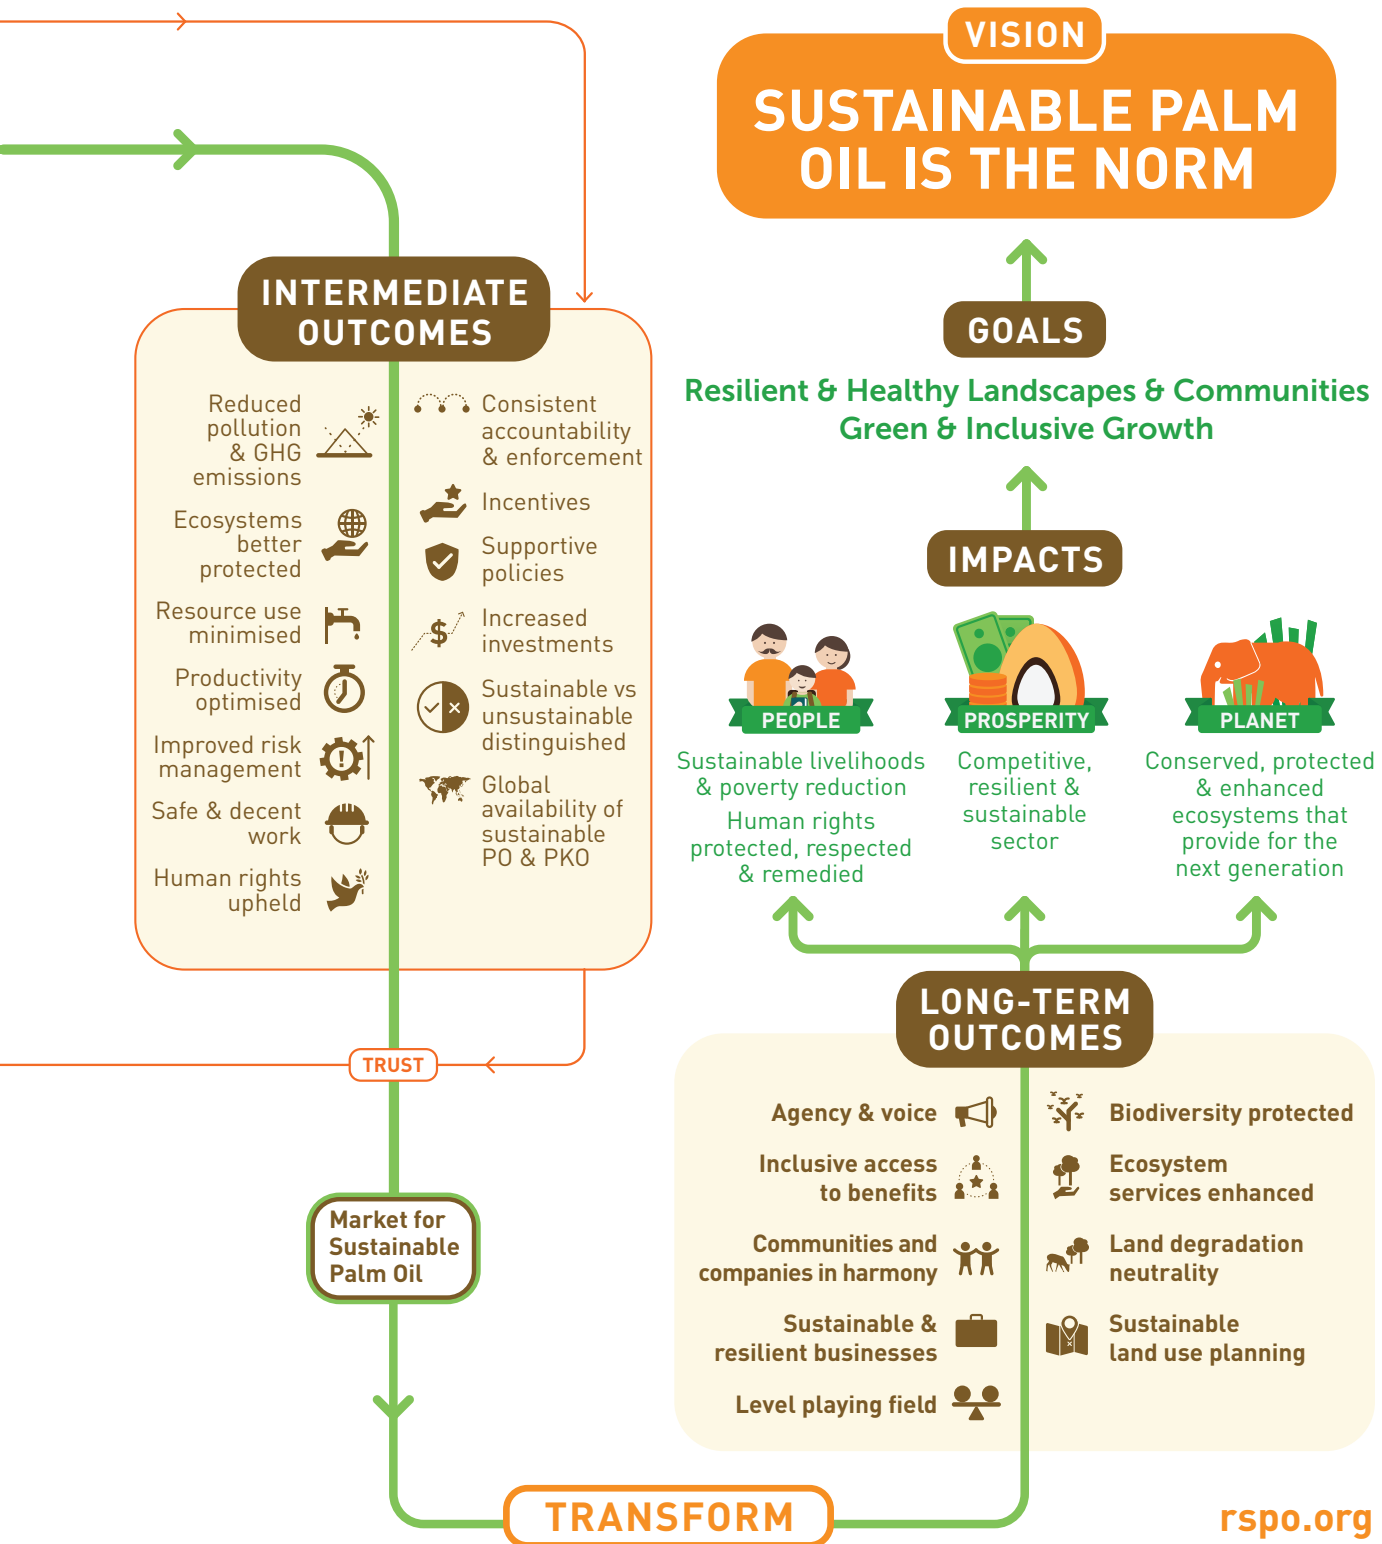 VISION
SUSTAINABLE PALM
OIL IS THE NORM
GOALS
Resilient & Healthy Landscapes & Communities
Green & Inclusive Growth
IMPACTS
PEOPLE
Sustainable livelihoods
& poverty reduction
Human rights
protected, respected
& remedied
PROSPERITY
Competitive,
resilient &
sustainable
sector
PLANET
Conserved, protected
& enhanced
ecosystems that
provide for the
next generation
INTERMEDIATE
OUTCOMES
Reduced
pollution
& GHG
emissions
Ecosystems
better
protected
Resource use
minimised
Productivity
optimised
Improved risk
management
!
Safe & decent
work
Human rights
upheld
Consistent
accountability
& enforcement
Incentives
Supportive
policies
$
Increased
investments
Sustainable vs
unsustainable
distinguished
Global
availability of
sustainable
PO & PKO
TRUST
Market for
Sustainable
Palm Oil
TRANSFORM
LONG-TERM
OUTCOMES
Agency & voice
Inclusive access
to benefits
Communities and
companies in harmony
Sustainable &
resilient businesses
Level playing field
Biodiversity protected
Ecosystem
services enhanced
Land degradation
neutrality
Sustainable
land use planning
rspo.org